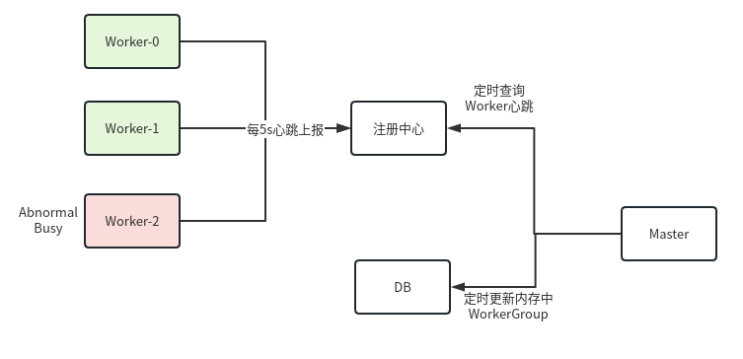 Worker-0
定时查询
Worker心跳
Worker-1
每5s心跳上报
注册中心
Abnormal
Busy
Worker-2
Master
DB
定时更新内存中
WorkerGroup